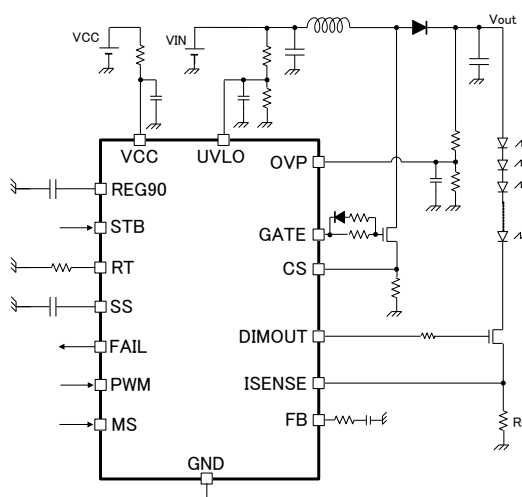 VCC
VIN
Vout
VCC
UVLO
OVP
REG90
STB
GATE
RT
CS
SS
DIMOUT
FAIL
ISENSE
PWM
FB
MS
GND